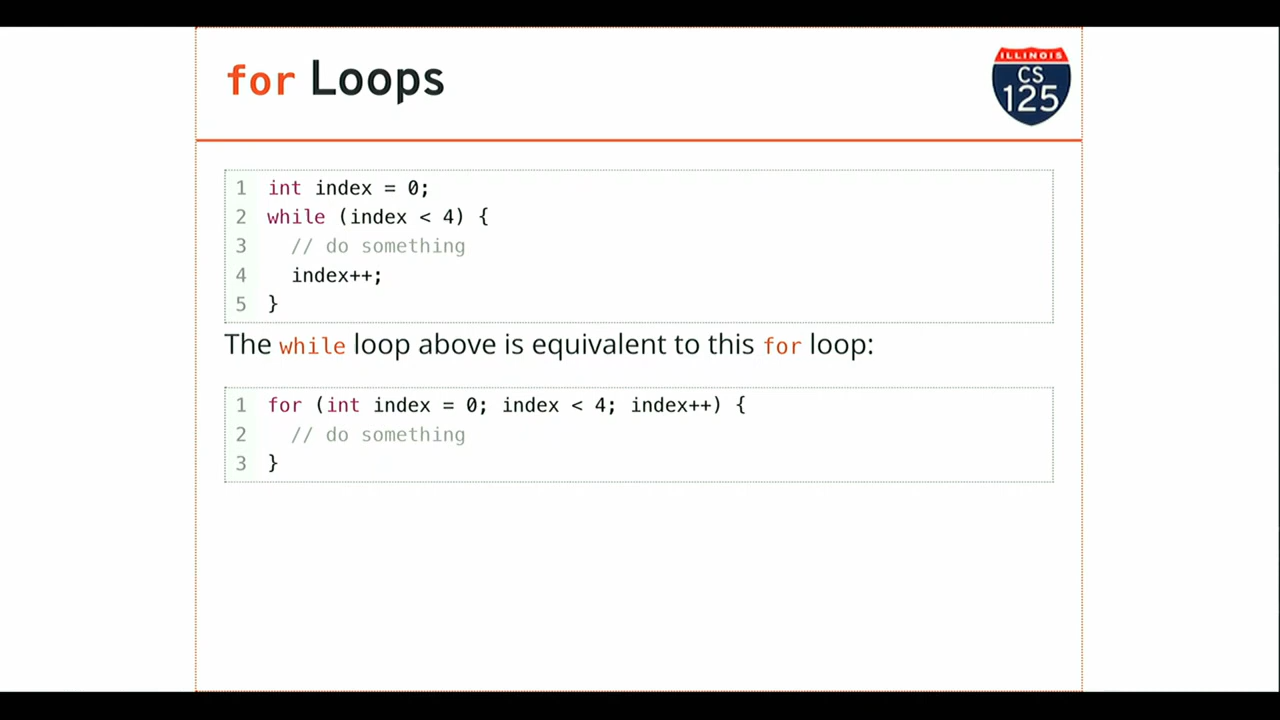 for Loops
ILLINOIS
CS
125
1 int index = 0;
2 while (index < 4) {
3   // do something
4   index++;
5 }
The while loop above is equivalent to this for loop:
1 for (int index = 0; index < 4; index++) {
2   // do something
3 }